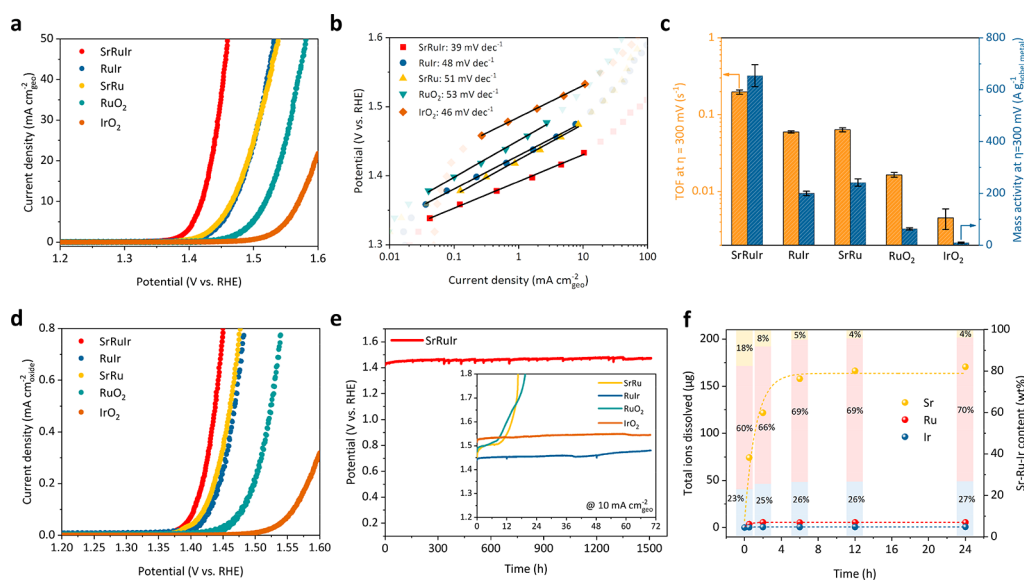 a
50
40
30
20
10
0
Current density (mA cm⁻²geo)
SrRuIr
RuIr
SrRu
RuO₂
IrO₂
1.2 1.3 1.4 1.5 1.6
Potential (V vs. RHE)
b
1.6
1.5
1.4
1.3
Potential (V vs. RHE)
SrRuIr: 39 mV dec⁻¹
RuIr: 48 mV dec⁻¹
SrRu: 51 mV dec⁻¹
RuO₂: 53 mV dec⁻¹
IrO₂: 46 mV dec⁻¹
0.01 0.1 1 10 100
Current density (mA cm⁻²geo)
c
1
0.1
0.01
TOF at η = 300 mV (s⁻¹)
800
600
400
200
0
Mass activity at η=300 mV (A g⁻¹nobel metal)
SrRuIr RuIr SrRu RuO₂ IrO₂
d
0.8
0.6
0.4
0.2
0.0
Current density (mA cm⁻²oxide)
SrRuIr
RuIr
SrRu
RuO₂
IrO₂
1.20 1.25 1.30 1.35 1.40 1.45 1.50 1.55 1.60
Potential (V vs. RHE)
e
1.6
1.4
1.2
1.0
0.8
0.6
0.4
0.2
Potential (V vs. RHE)
SrRuIr
1.8
1.7
1.6
1.5
1.4
1.3
1.2
SrRu
RuIr
RuO₂
IrO₂
@ 10 mA cm⁻²geo
0 12 24 36 48 60 72
0 300 600 900 1200 1500
Time (h)
f
200
150
100
50
0
Total ions dissolved (µg)
18% 8% 5% 4% 4%
60% 66% 69% 69% 70%
23% 25% 26% 26% 27%
Sr
Ru
Ir
100
80
60
40
20
0
Sr-Ru-Ir content (wt%)
0 4 8 12 16 20 24
Time (h)